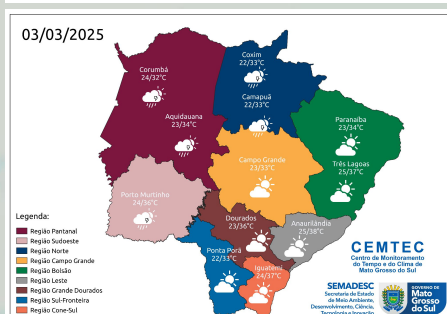 03/03/2025
Corumbá
24/32°C
Coxim
22/33°C
Camapuã
22/33°C
Aquidauana
23/34°C
Paranaíba
23/34°C
Três Lagoas
25/37°C
Campo Grande
23/33°C
Porto Murtinho
24/36°C
Dourados
23/36°C
Anaurilândia
25/38°C
Ponta Porã
22/33°C
Iguatemi
24/37°C
Legenda:
Região Pantanal
Região Sudoeste
Região Norte
Região Campo Grande
Região Bolsão
Região Leste
Região Grande Dourados
Região Sul-Fronteira
Região Cone-Sul
CEMTEC
Centro de Monitoramento
do Tempo e do Clima de
Mato Grosso do Sul
SEMADESC
Secretaria de Estado
de Meio Ambiente,
Desenvolvimento, Ciência,
Tecnologia e Inovação
GOVERNO DE
Mato
Grosso
do Sul